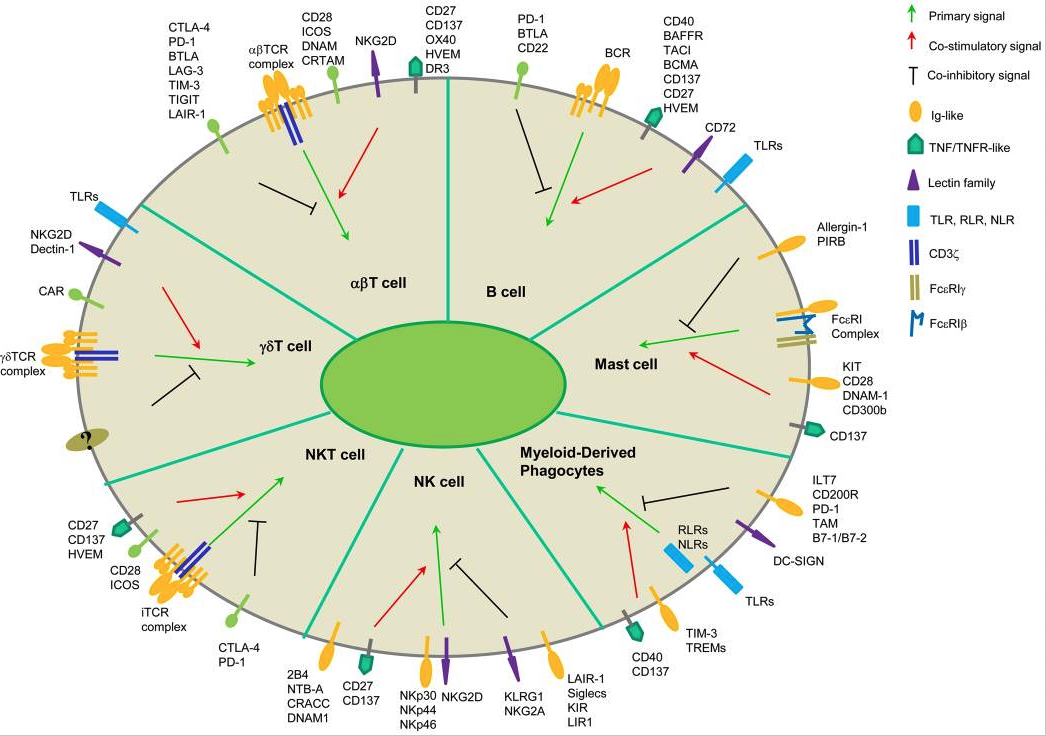 CTLA-4
PD-1
BTLA
LAG-3
TIM-3
TIGIT
LAIR-1
αβTCR
complex
CD28
ICOS
DNAM
CRTAM
NKG2D
CD27
CD137
OX40
HVEM
DR3
PD-1
BTLA
CD22
BCR
CD40
BAFFR
TACI
BCMA
CD137
CD27
HVEM
CD72
TLRs
Primary signal
Co-stimulatory signal
Co-inhibitory signal
Ig-like
TNF/TNFR-like
Lectin family
TLR, RLR, NLR
CD3ζ
FcεRIγ
FcεRIβ
TLRs
NKG2D
Dectin-1
CAR
γδTCR
complex
?
αβT cell
B cell
γδT cell
Mast cell
NKT cell
NK cell
Myeloid-Derived
Phagocytes
Allergin-1
PIRB
FcεRI
Complex
KIT
CD28
DNAM-1
CD300b
CD137
ILT7
CD200R
PD-1
TAM
B7-1/B7-2
DC-SIGN
RLRs
NLRs
TLRs
TIM-3
TREMs
CD40
CD137
CD27
CD137
HVEM
CD28
ICOS
iTCR
complex
CTLA-4
PD-1
2B4
NTB-A
CRACC
DNAM1
CD27
CD137
NKp30
NKp44
NKp46
NKG2D
KLRG1
NKG2A
LAIR-1
Siglecs
KIR
LIR1